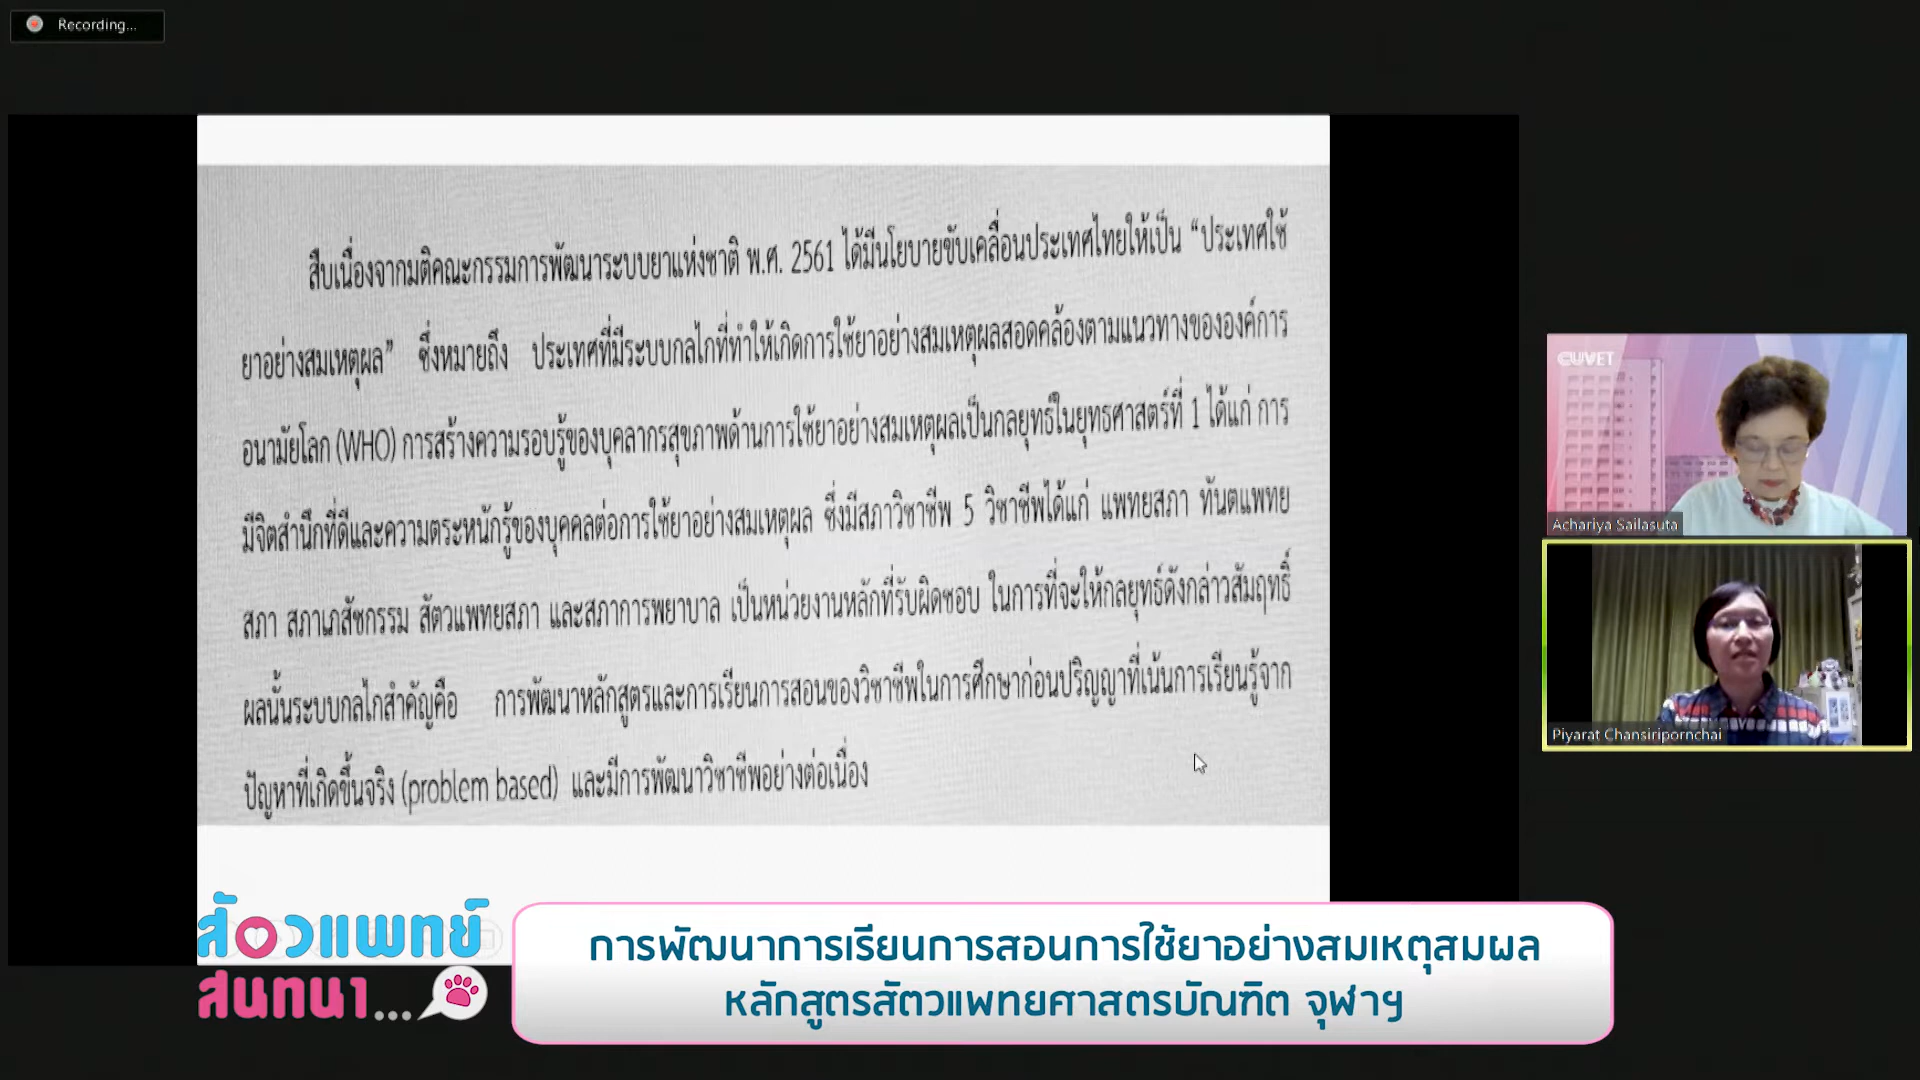 Recording...
สืบเนื่องจากมติคณะกรรมการพัฒนาระบบยาแห่งชาติ พ.ศ. 2561 ได้มีนโยบายขับเคลื่อนประเทศไทยให้เป็น “ประเทศใช้
ยาอย่างสมเหตุผล” ซึ่งหมายถึง ประเทศที่มีระบบกลไกที่ทำให้เกิดการใช้ยาอย่างสมเหตุผลสอดคล้องตามแนวทางขององค์การ
อนามัยโลก (WHO) การสร้างความรอบรู้ของบุคลากรสุขภาพด้านการใช้ยาอย่างสมเหตุผลเป็นกลยุทธ์ในยุทธศาสตร์ที่ 1 ได้แก่ การ
มีจิตสำนึกที่ดีและความตระหนักรู้ของบุคคลต่อการใช้ยาอย่างสมเหตุผล ซึ่งมีสภาวิชาชีพ 5 วิชาชีพได้แก่ แพทยสภา ทันตแพทย
สภา สภาเภสัชกรรม สัตวแพทยสภา และสภาการพยาบาล เป็นหน่วยงานหลักที่รับผิดชอบ ในการที่จะให้กลยุทธ์ดังกล่าวสัมฤทธิ์
ผลนั้นระบบกลไกสำคัญคือ การพัฒนาหลักสูตรและการเรียนการสอนของวิชาชีพในการศึกษาก่อนปริญญาที่เน้นการเรียนรู้จาก
ปัญหาที่เกิดขึ้นจริง (problem based) และมีการพัฒนาวิชาชีพอย่างต่อเนื่อง
CUVET
Achariya Sailasuta
Piyarat Chansiripornchai
สัตวแพทย์
สนทนา...
การพัฒนาการเรียนการสอนการใช้ยาอย่างสมเหตุสมผล
หลักสูตรสัตวแพทยศาสตรบัณฑิต จุฬาฯ